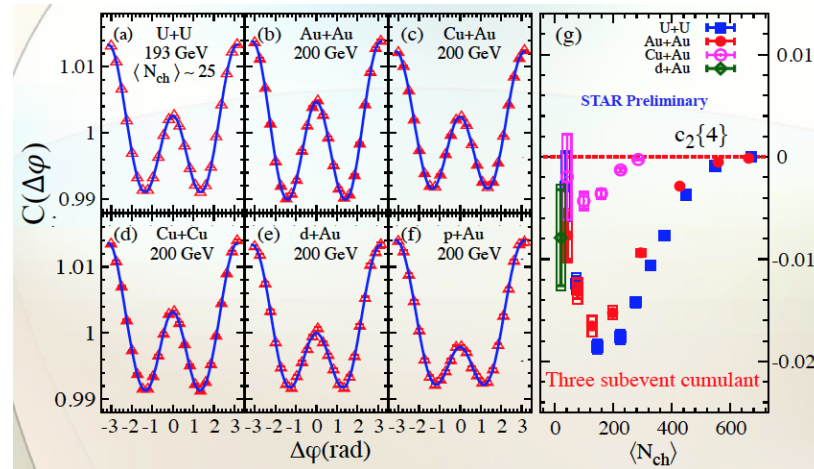 (a) U+U
193 GeV
⟨N_ch⟩~25
(b) Au+Au
200 GeV
(c) Cu+Au
200 GeV
(d) Cu+Cu
200 GeV
(e) d+Au
200 GeV
(f) p+Au
200 GeV
1.01
1
0.99
1.01
1
0.99
C(Δφ)
-3 -2 -1 0 1 2 3
-3 -2 -1 0 1 2 3
-3 -2 -1 0 1 2 3
Δφ(rad)
(g)
U+U
Au+Au
Cu+Au
d+Au
STAR Preliminary
c₂{4}
Three subevent cumulant
0.01
0
-0.01
-0.02
0 200 400 600
⟨N_ch⟩